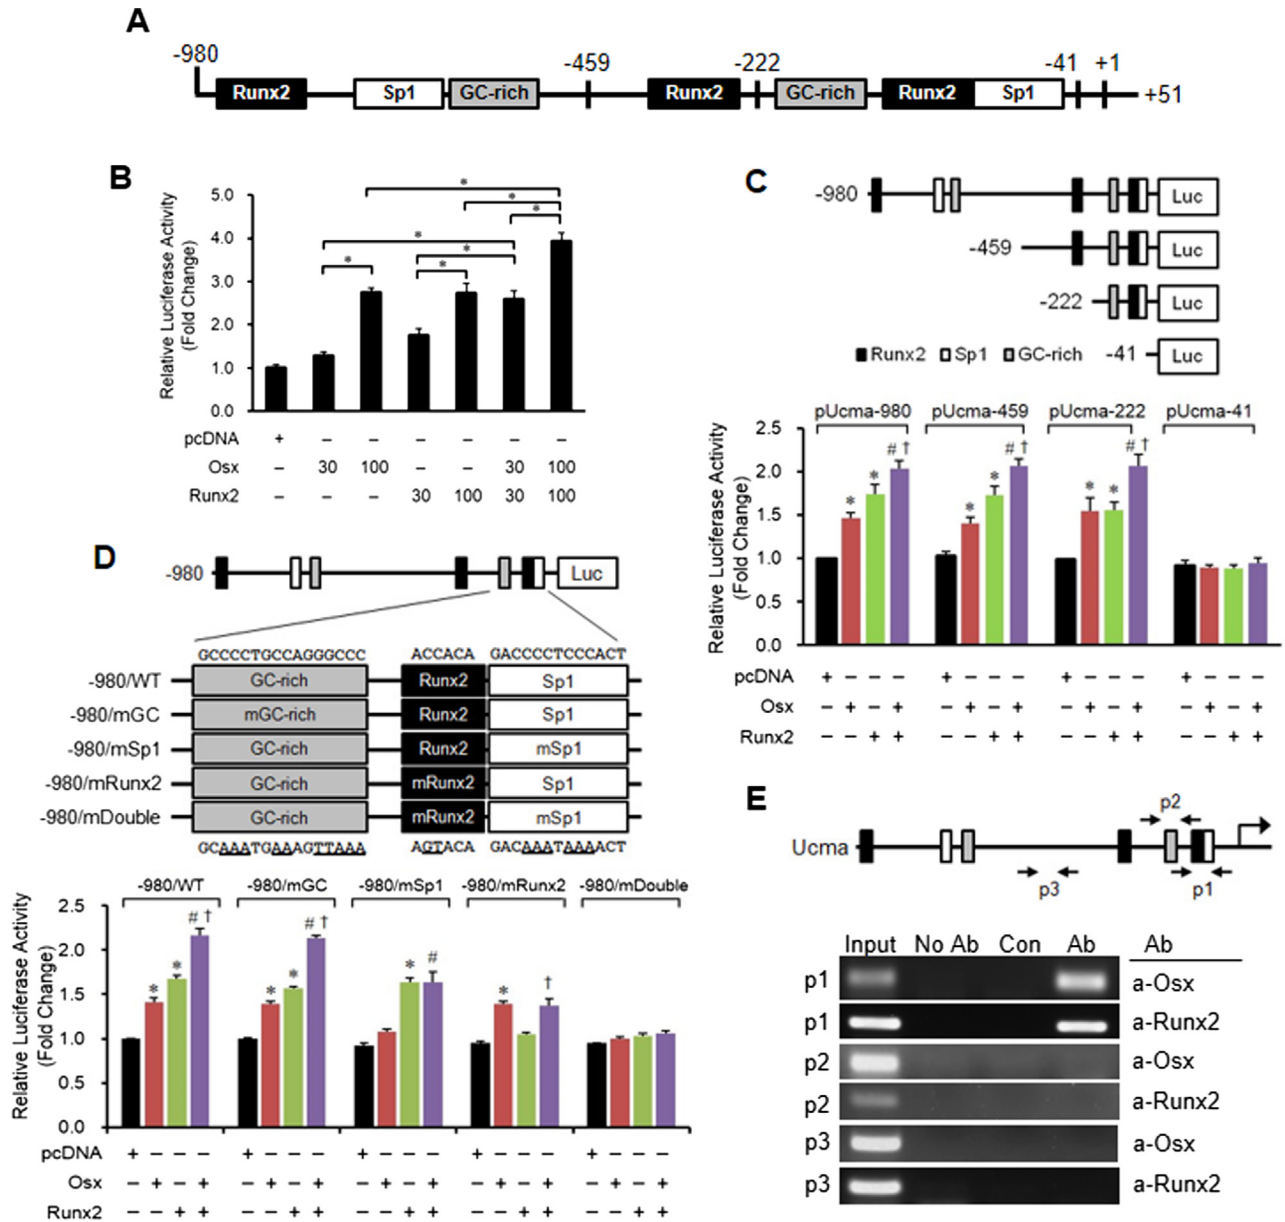 A
-980 -459 -222 -41 +1
Runx2 Sp1 GC-rich Runx2 GC-rich Runx2 Sp1 +51
B
Relative Luciferase Activity
(Fold Change)
5.0
4.0
3.0
2.0
1.0
0.0
* * * * * * *
pcDNA + – – – – – –
Osx – 30 100 – – 30 100
Runx2 – – – 30 100 30 100
C
-980 Luc
-459 Luc
-222 Luc
Runx2 Sp1 GC-rich -41 Luc
pUcma-980 pUcma-459 pUcma-222 pUcma-41
Relative Luciferase Activity
(Fold Change)
2.5
2.0
1.5
1.0
0.5
0.0
* * # † * * # † * * # †
pcDNA + – – – + – – – + – – – + – – –
Osx – + – + – + – + – + – + – + – +
Runx2 – – + + – – + + – – + + – – + +
D
-980 Luc
GCCCCTGCCAGGGCCC ACCACA GACCCCTCCCACT
-980/WT GC-rich Runx2 Sp1
-980/mGC mGC-rich Runx2 Sp1
-980/mSp1 GC-rich Runx2 mSp1
-980/mRunx2 GC-rich mRunx2 Sp1
-980/mDouble GC-rich mRunx2 mSp1
GCAAATGAAAGTTAAA AGTACA GACAAATAAAACT
-980/WT -980/mGC -980/mSp1 -980/mRunx2 -980/mDouble
Relative Luciferase Activity
(Fold Change)
2.5
2.0
1.5
1.0
0.5
0.0
* * # † * * # † * # * †
pcDNA + – – – + – – – + – – – + – – – + – – –
Osx – + – + – + – + – + – + – + – + – + – +
Runx2 – – + + – – + + – – + + – – + + – – + +
E
p2
Ucma
p3 p1
Input No Ab Con Ab Ab
p1 a-Osx
p1 a-Runx2
p2 a-Osx
p2 a-Runx2
p3 a-Osx
p3 a-Runx2